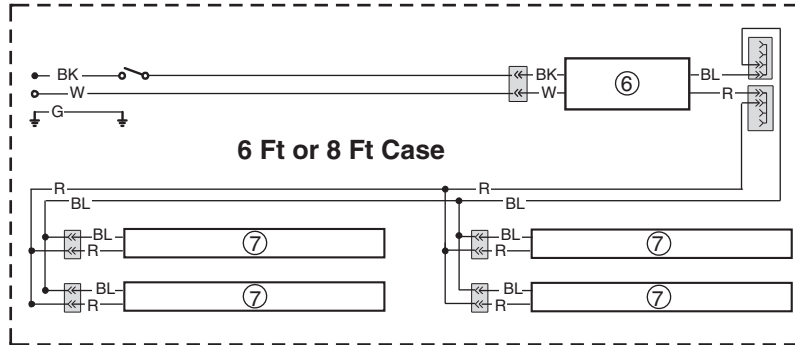 BK BK 6 BL
W W R
G
6 Ft or 8 Ft Case
R R
BL BL
BL 7 BL 7
R R
BL 7 BL 7
R R